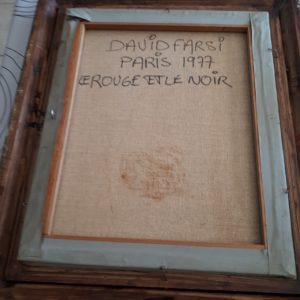 DAVID FARSI
PARIS 1977
LE ROUGE ET LE NOIR